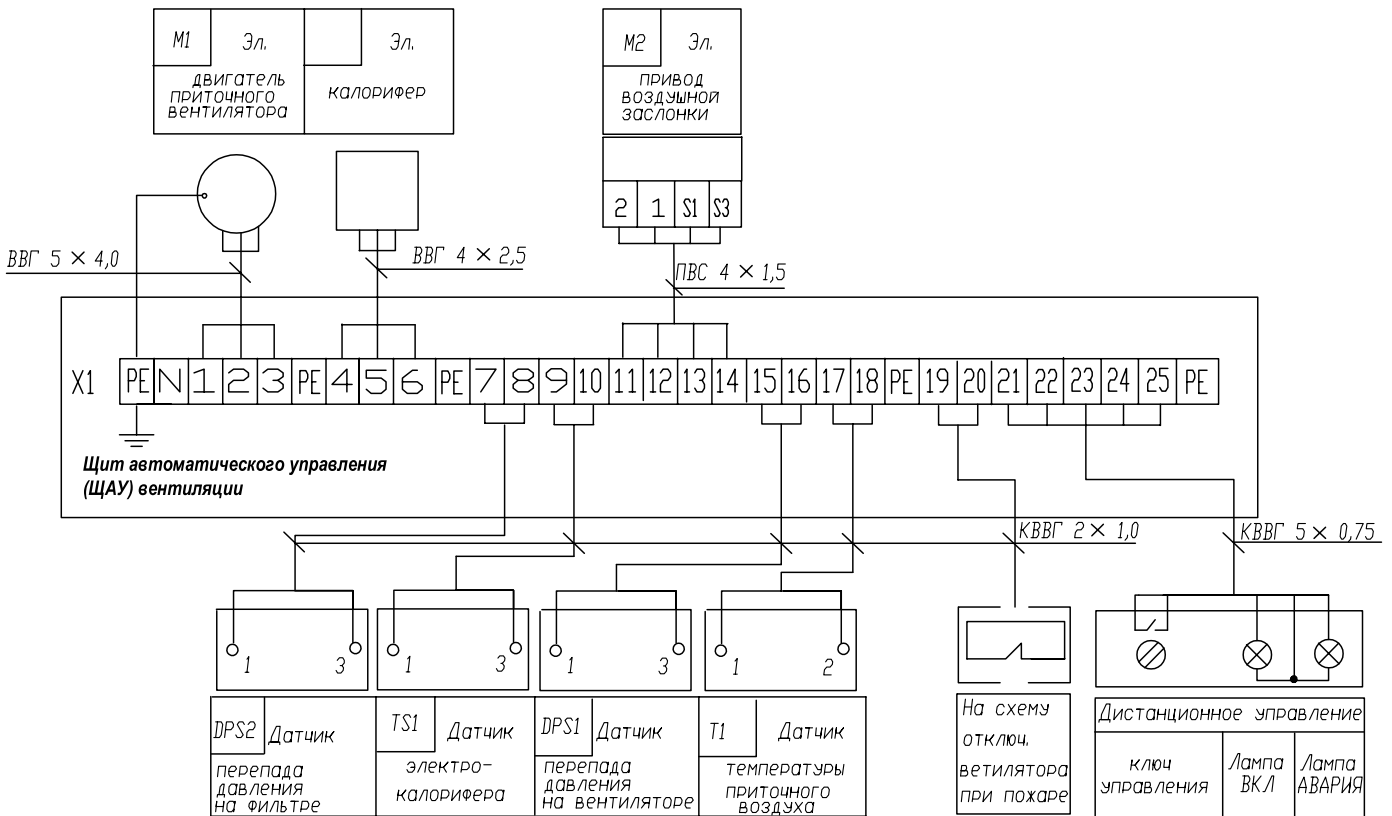 М1 Эл.
двигатель
приточного
вентилятора
Эл.
калорифер
М2 Эл.
привод
воздушной
заслонки
2 1 S1 S3
ВВГ 5 × 4,0
ВВГ 4 × 2,5
ПВС 4 × 1,5
X1 PE N 1 2 3 PE 4 5 6 PE 7 8 9 10 11 12 13 14 15 16 17 18 PE 19 20 21 22 23 24 25 PE
Щит автоматического управления
(ЩАУ) вентиляции
КВВГ 2 × 1,0
КВВГ 5 × 0,75
1 3
1 3
1 3
1 2
DPS2 Датчик
перепада
давления
на фильтре
TS1 Датчик
электро-
калорифера
DPS1 Датчик
перепада
давления
на вентиляторе
T1 Датчик
температуры
приточного
воздуха
На схему
отключ.
ветилятора
при пожаре
Дистанционное управление
ключ
управления
Лампа
ВКЛ
Лампа
АВАРИЯ